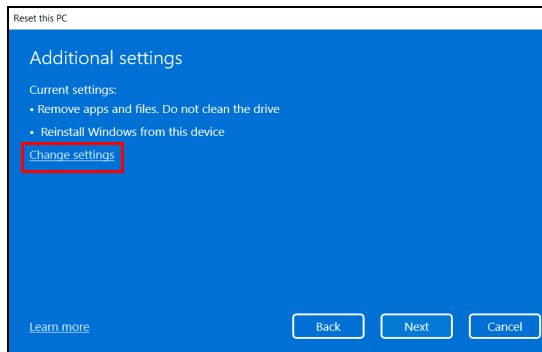 Reset this PC
Additional settings
Current settings:
• Remove apps and files. Do not clean the drive
• Reinstall Windows from this device
Change settings
Learn more
Back
Next
Cancel